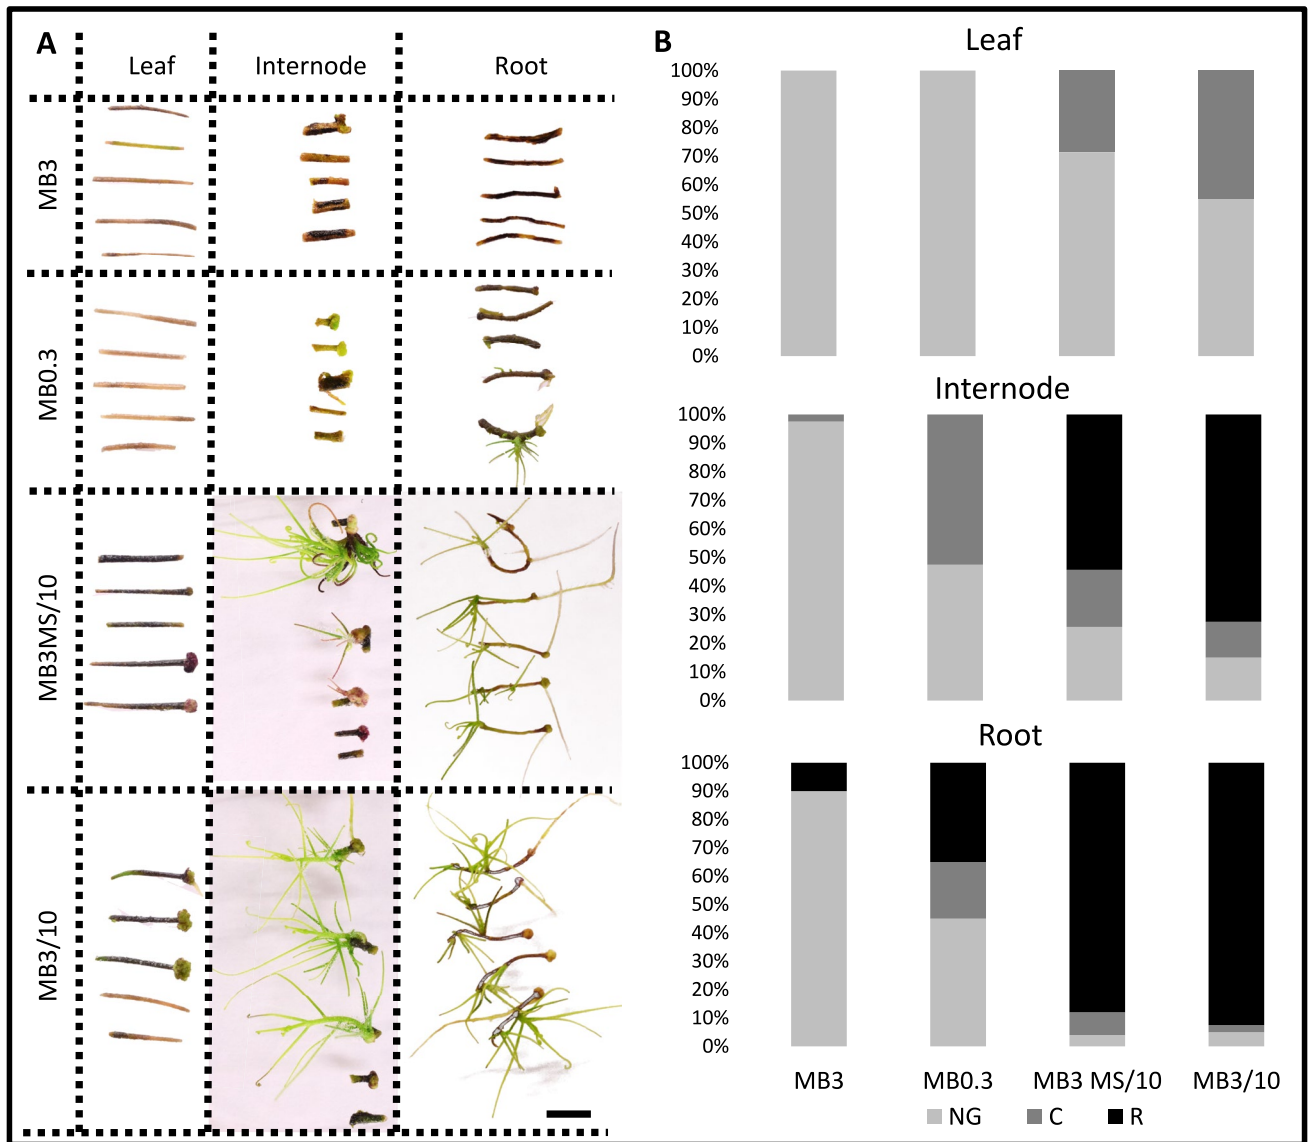 A
Leaf Internode Root
MB3
MB0.3
MB3MS/10
MB3/10
B
Leaf
100%
90%
80%
70%
60%
50%
40%
30%
20%
10%
0%
Internode
100%
90%
80%
70%
60%
50%
40%
30%
20%
10%
0%
Root
100%
90%
80%
70%
60%
50%
40%
30%
20%
10%
0%
MB3 MB0.3 MB3 MS/10 MB3/10
NG C R